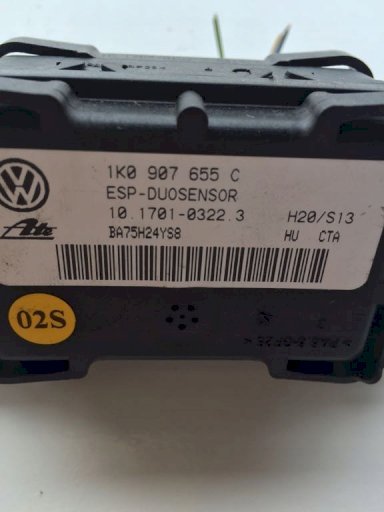 1K0 907 655 C
ESP-DUOSENSOR
10.1701-0322.3 H20/S13
Ate BA75H24YS8 HU CTA
02S